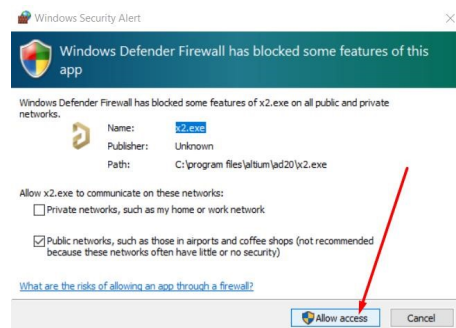 Windows Security Alert
Windows Defender Firewall has blocked some features of this
app
Windows Defender Firewall has blocked some features of x2.exe on all public and private
networks.
Name: x2.exe
Publisher: Unknown
Path: C:\program files\altium\ad20\x2.exe
Allow x2.exe to communicate on these networks:
Private networks, such as my home or work network
Public networks, such as those in airports and coffee shops (not recommended
because these networks often have little or no security)
What are the risks of allowing an app through a firewall?
Allow access Cancel